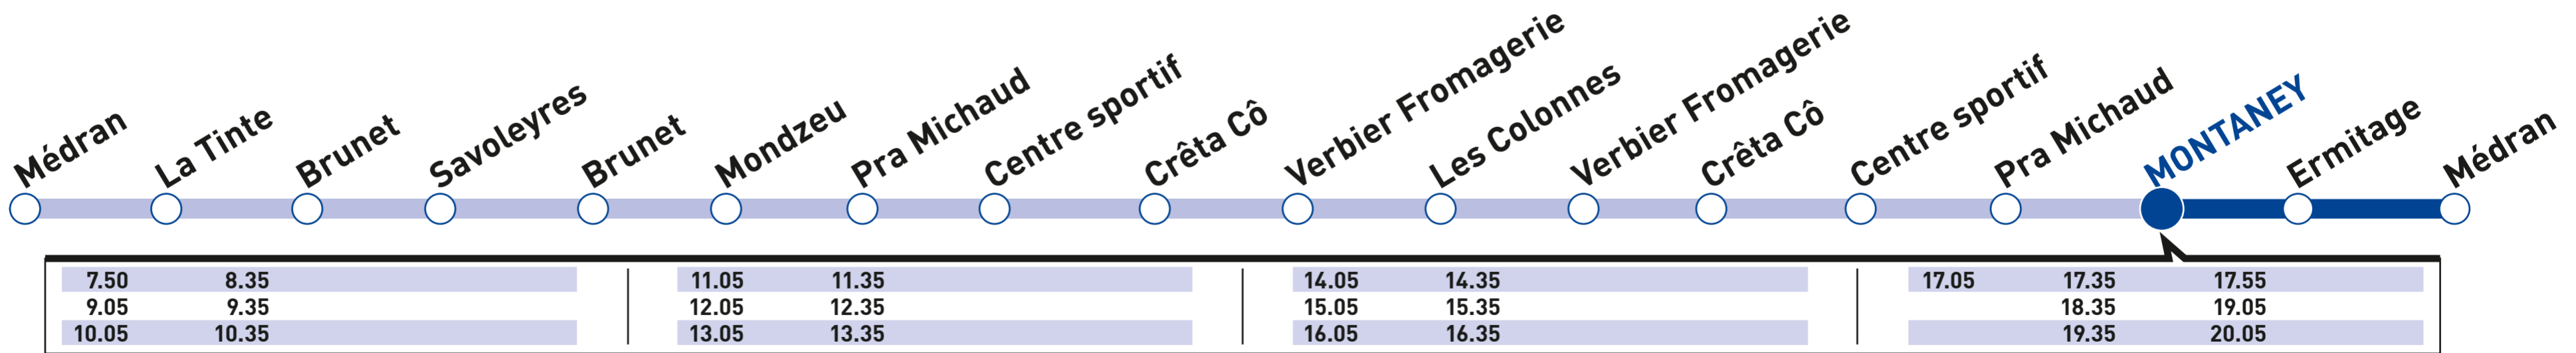 Médran
La Tinte
Brunet
Savoleyres
Brunet
Mondzeu
Pra Michaud
Centre sportif
Crêta Cô
Verbier Fromagerie
Les Colonnes
Verbier Fromagerie
Crêta Cô
Centre sportif
Pra Michaud
MONTANEY
Ermitage
Médran
7.50 8.35 11.05 11.35 14.05 14.35 17.05 17.35 17.55
9.05 9.35 12.05 12.35 15.05 15.35 18.35 19.05
10.05 10.35 13.05 13.35 16.05 16.35 19.35 20.05